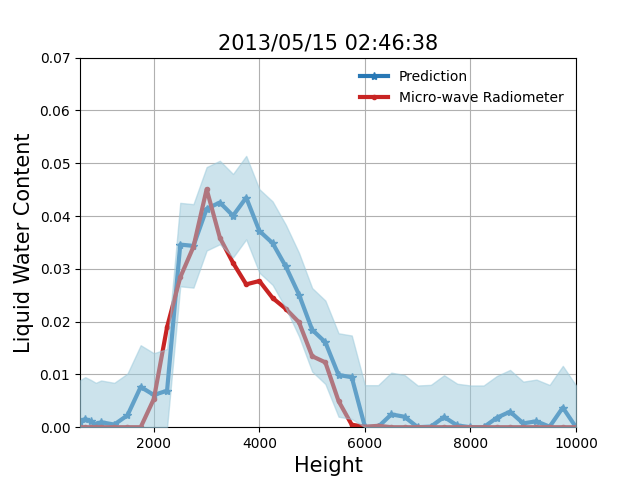 2013/05/15 02:46:38
Prediction
Micro-wave Radiometer
Liquid Water Content
0.07
0.06
0.05
0.04
0.03
0.02
0.01
0.00
2000 4000 6000 8000 10000
Height